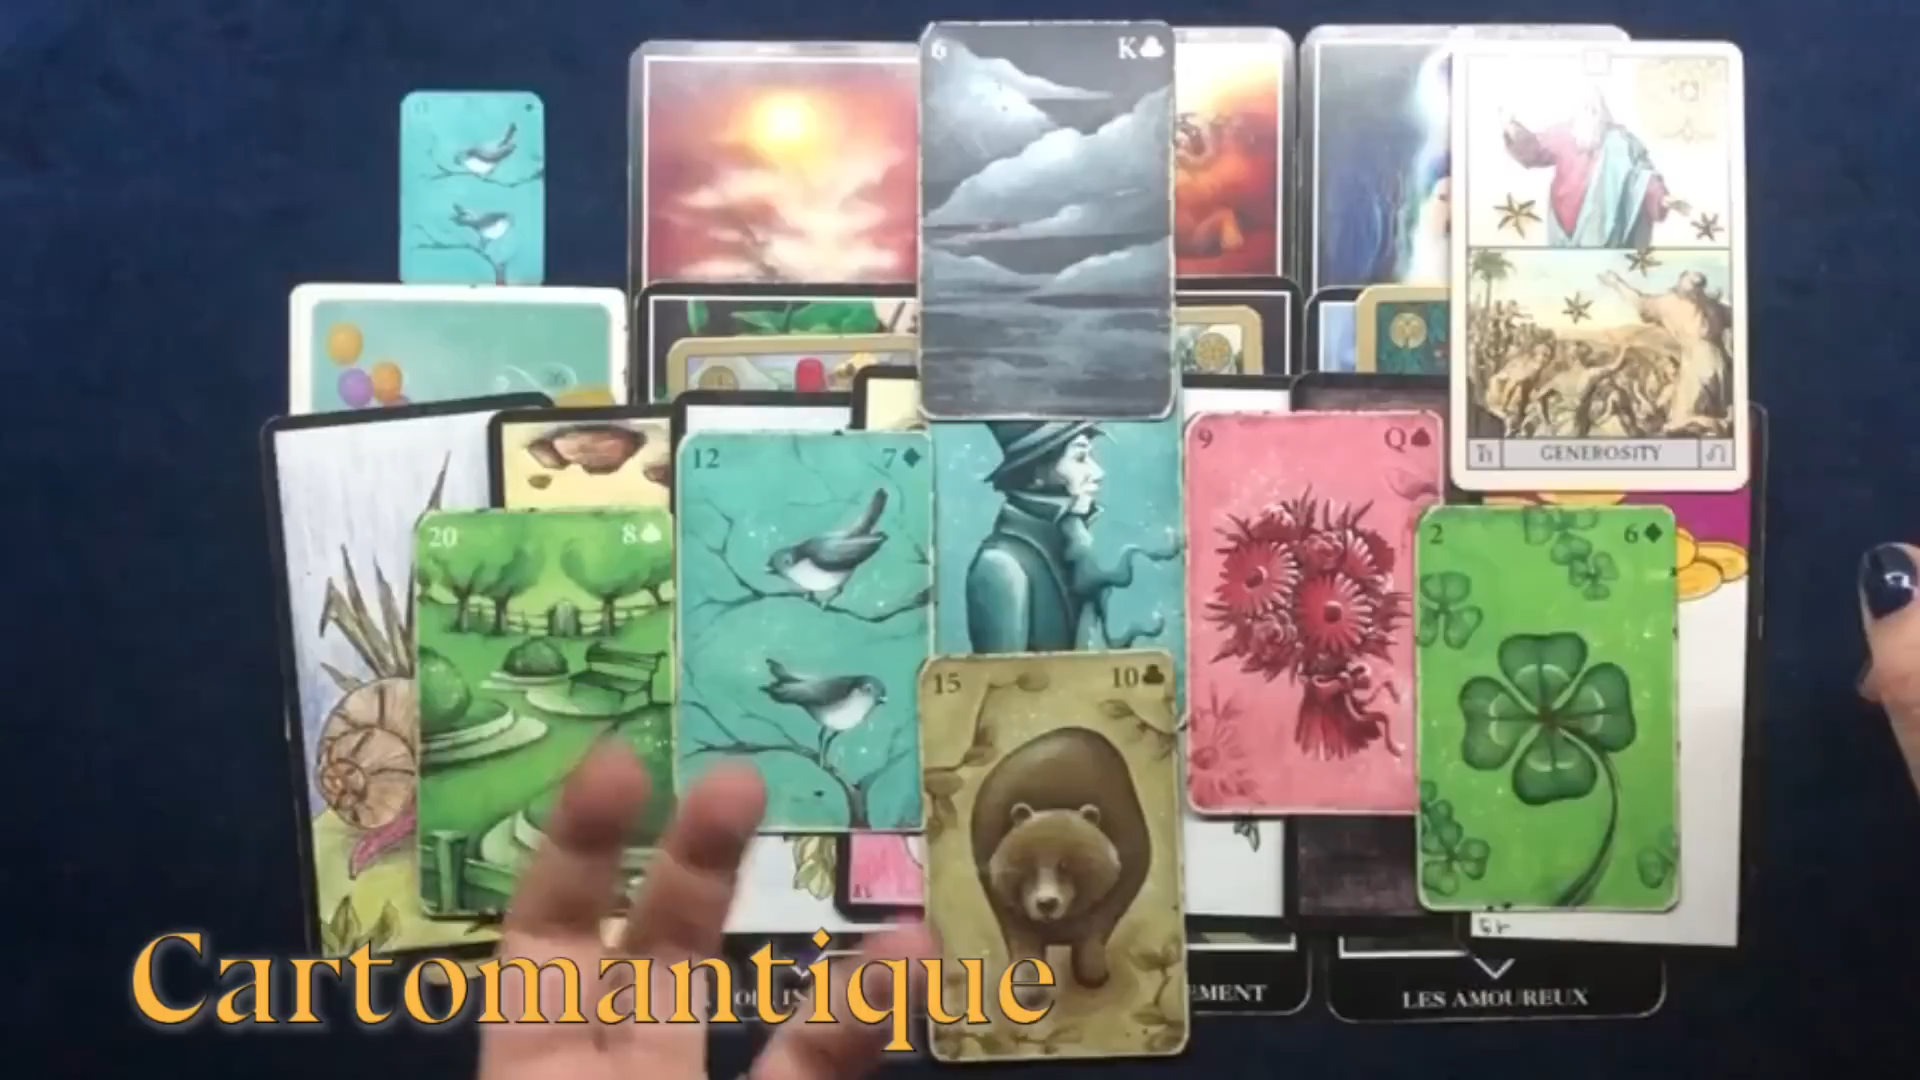 6 K♣
12 7♦
9 Q♠
GENEROSITY
20 8♠
2 6♦
15 10♣
EMENT
LES AMOUREUX
Cartomantique